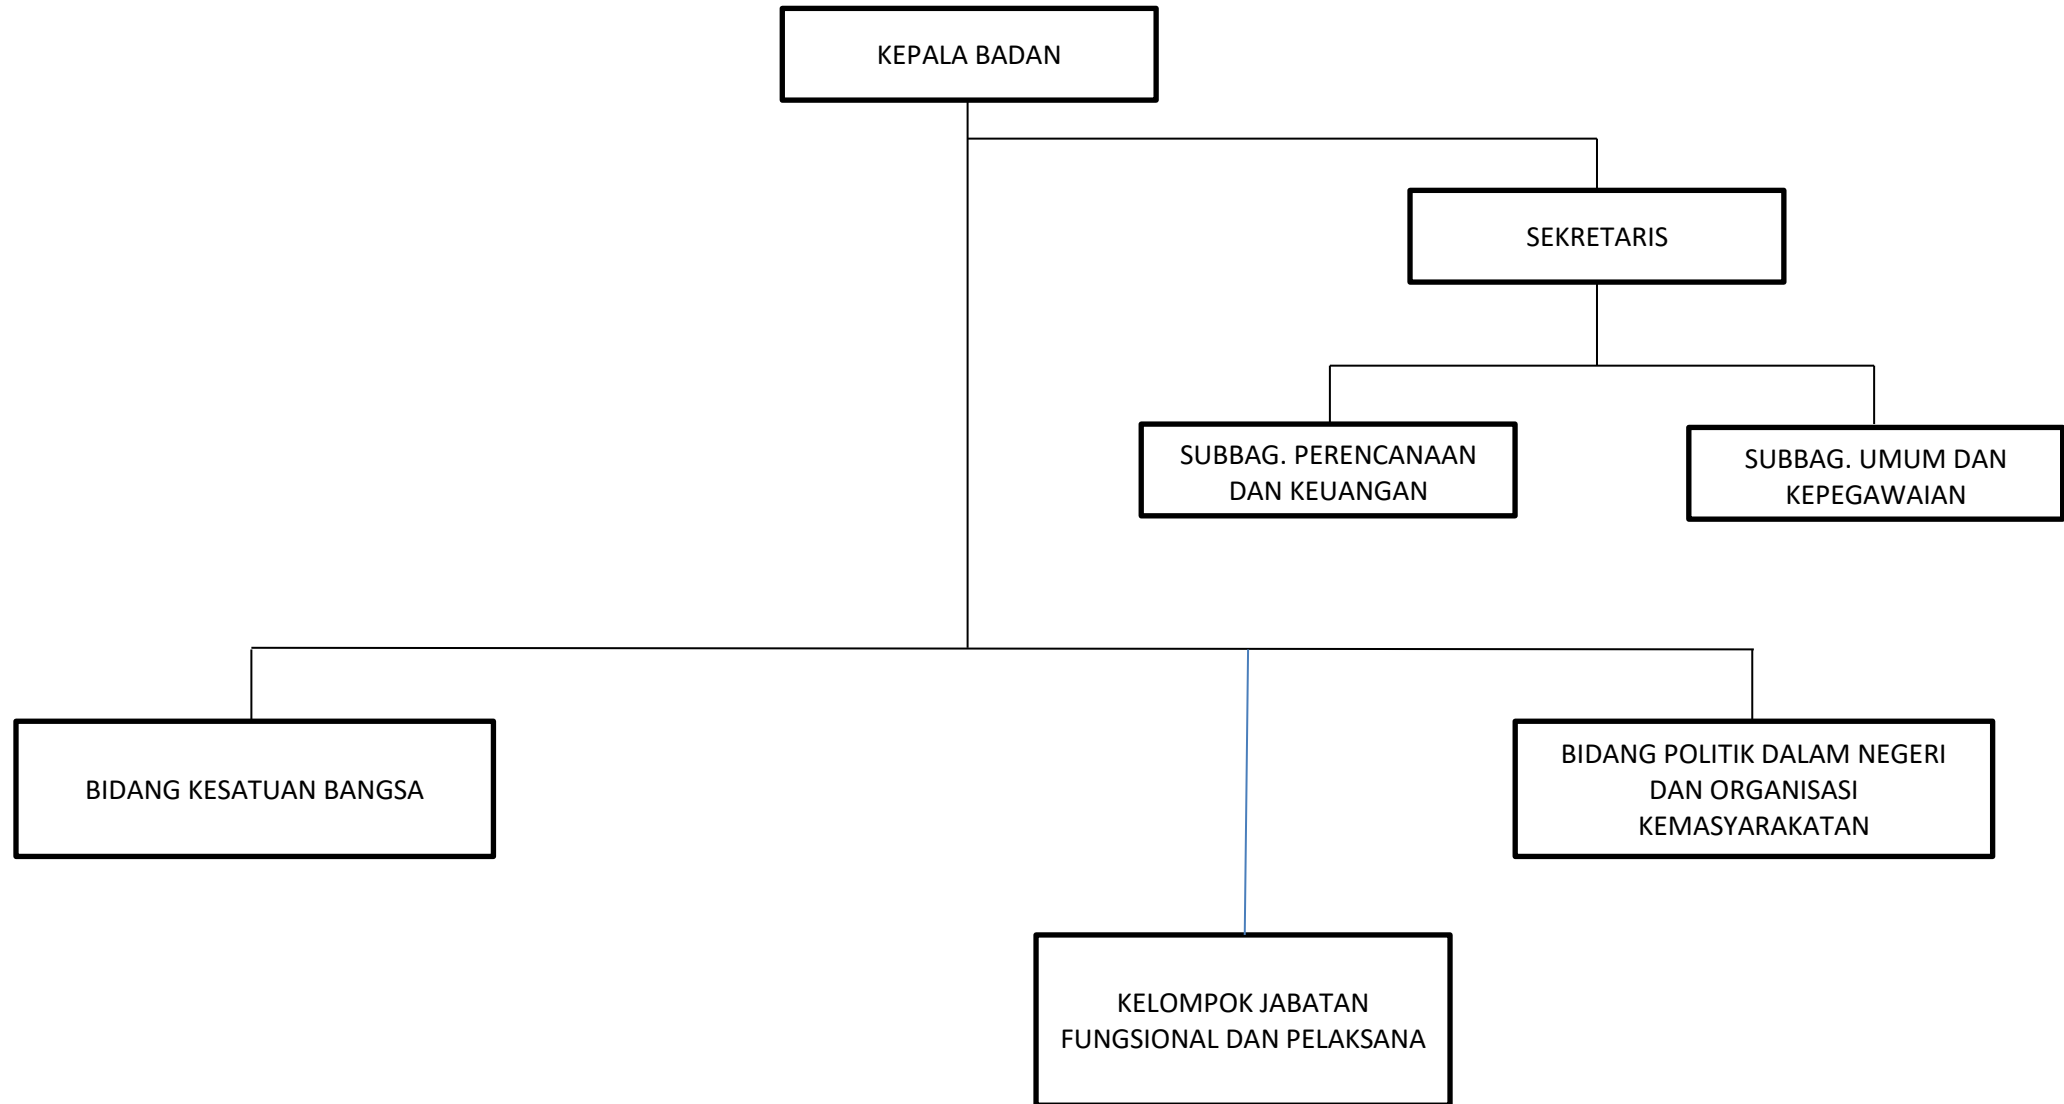 KEPALA BADAN
SEKRETARIS
SUBBAG. PERENCANAAN
DAN KEUANGAN
SUBBAG. UMUM DAN
KEPEGAWAIAN
BIDANG KESATUAN BANGSA
BIDANG POLITIK DALAM NEGERI
DAN ORGANISASI
KEMASYARAKATAN
KELOMPOK JABATAN
FUNGSIONAL DAN PELAKSANA